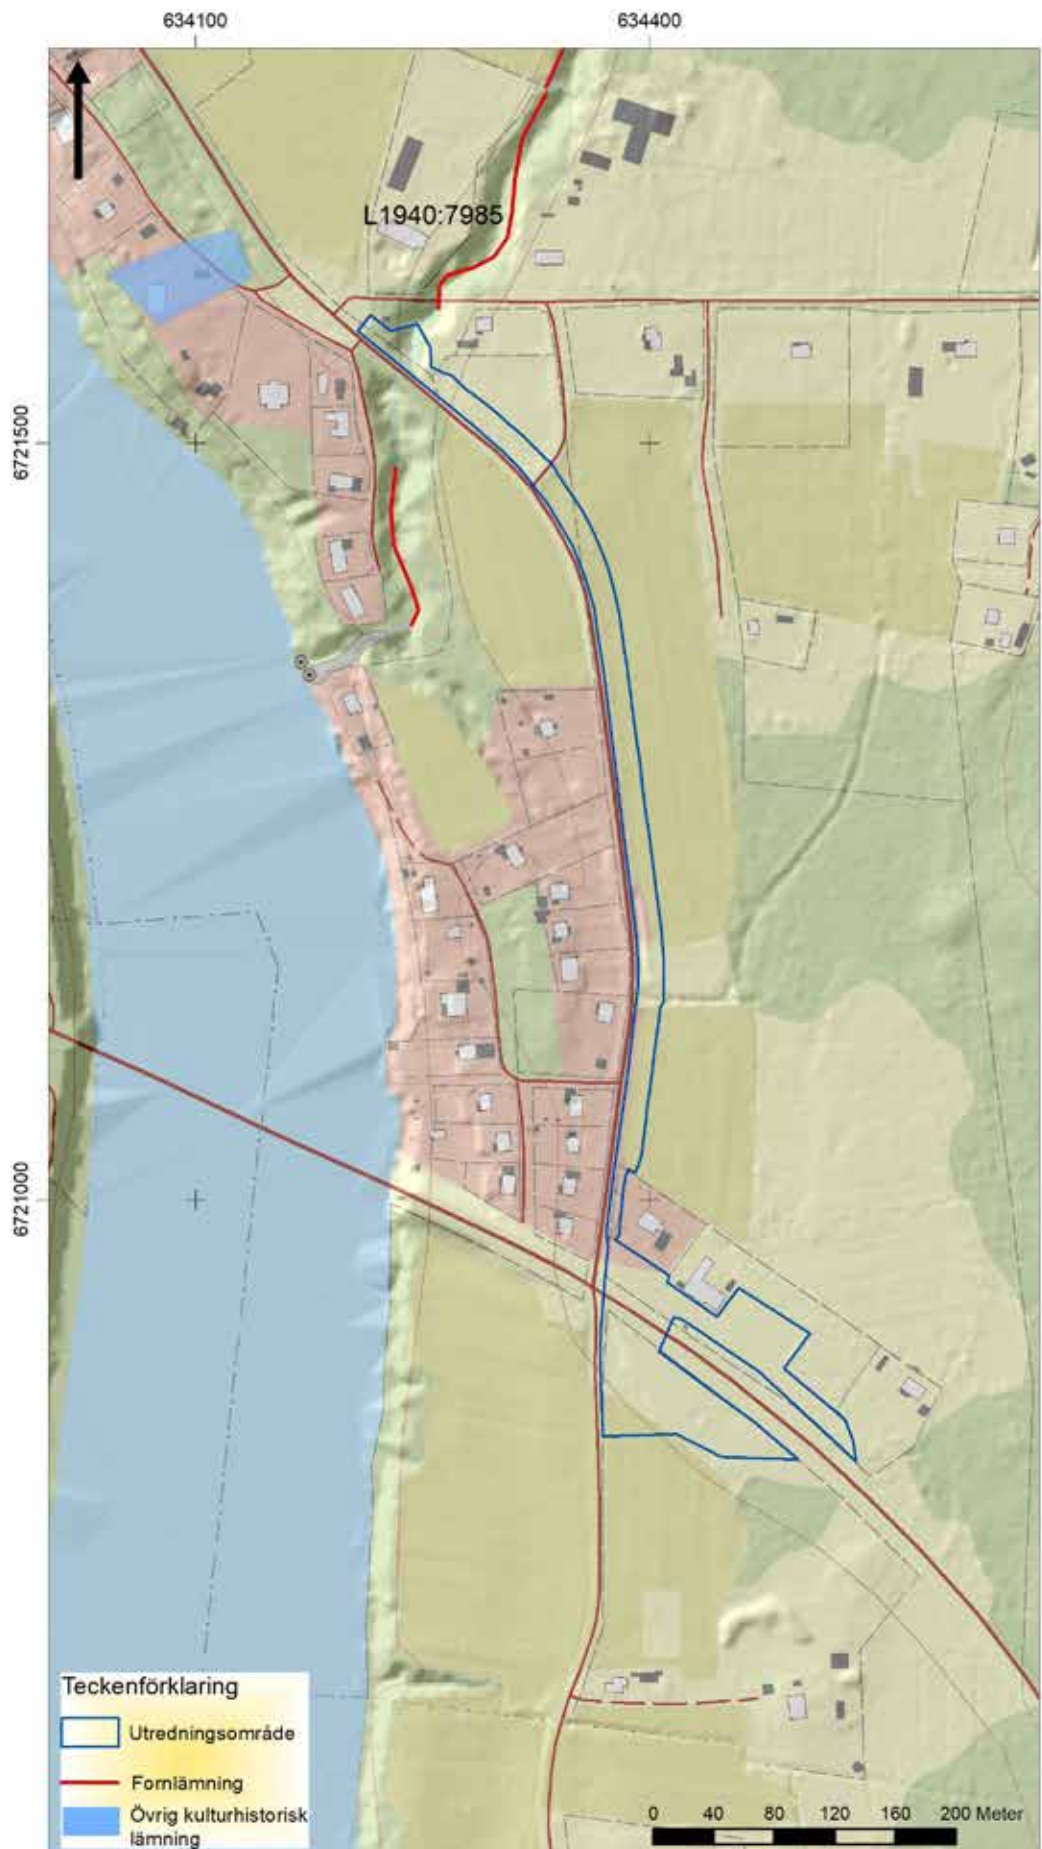 634100
634400
L1940:7985
6721500
6721000
Teckenförklaring
Utredningsområde
Fornlämning
Övrig kulturhistorisk
lämning
0 40 80 120 160 200 Meter